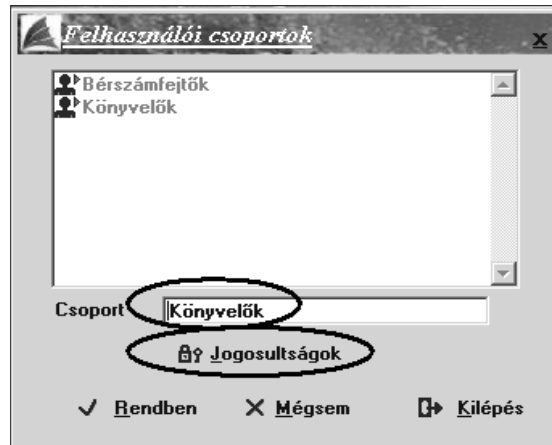 Felhasználói csoportok
x
Bérszámfejtők
Könyvelők
Csoport Könyvelők
Jogosultságok
Rendben Mégsem Kilépés